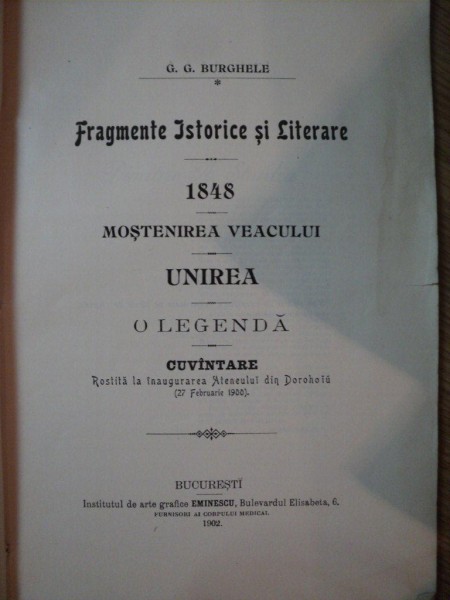 G. G. BURGHELE
*
Fragmente Istorice și Literare
1848
MOȘTENIREA VEACULUI
UNIREA
O LEGENDĂ
CUVÎNTARE
Rostită la inaugurarea Ateneului din Dorohoiŭ
(27 Februarie 1900).
BUCUREȘTĬ
Institutul de arte grafice EMINESCU, Bulevardul Elisabeta, 6.
FURNISORI AI CORPULUI MEDICAL
1902.